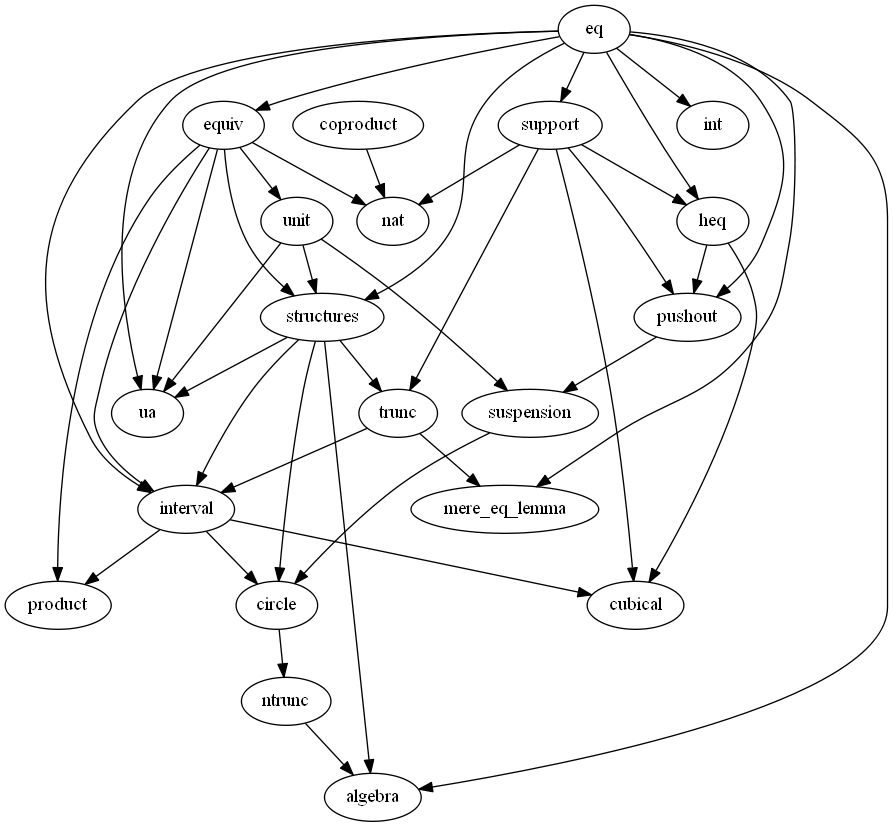 eq
equiv
coproduct
support
int
unit
nat
heq
structures
pushout
ua
trunc
suspension
interval
mere_eq_lemma
product
circle
cubical
ntrunc
algebra